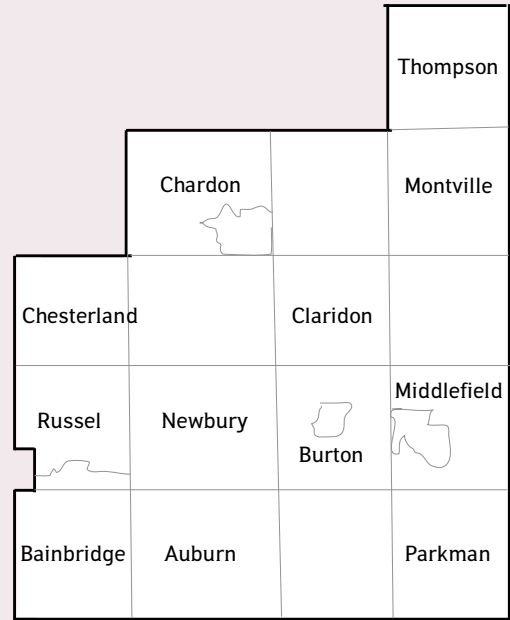 Thompson
Chardon
Montville
Chesterland
Claridon
Middlefield
Russel
Newbury
Burton
Bainbridge
Auburn
Parkman